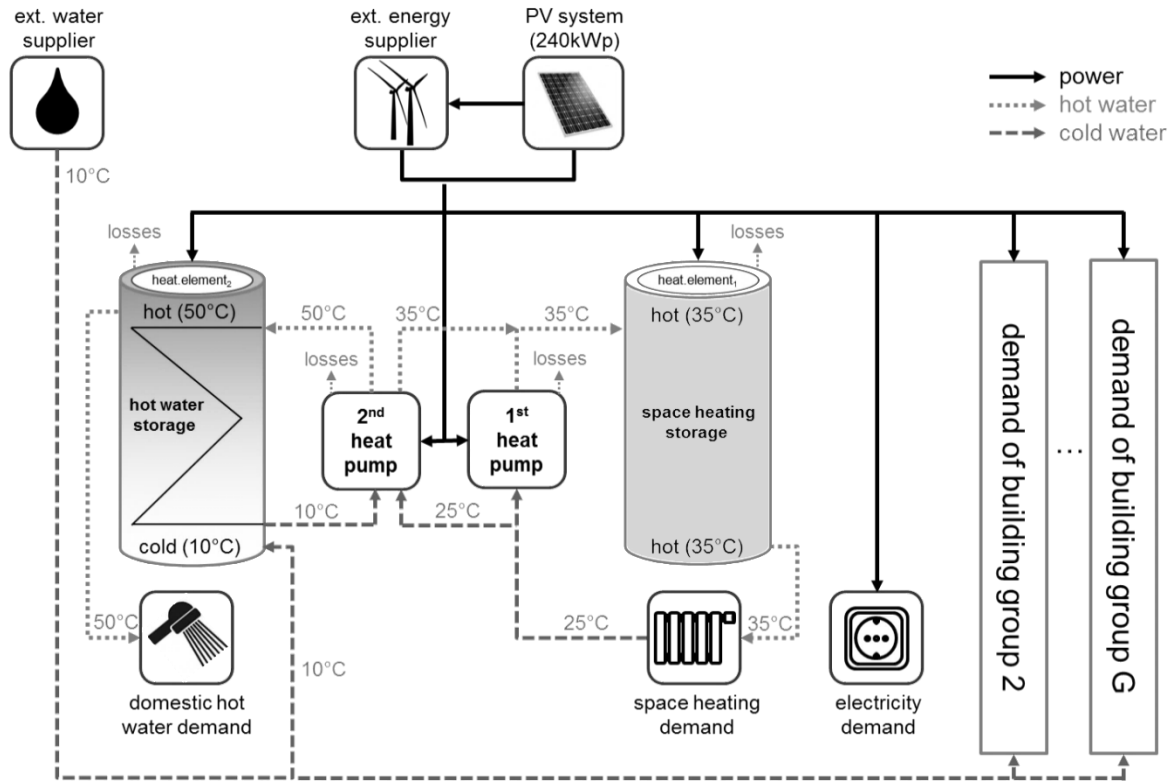 ext. water
supplier
ext. energy
supplier
PV system
(240kWp)
power
hot water
cold water
10°C
losses
losses
heat.element2
heat.element1
hot (50°C)
50°C
35°C
35°C
hot (35°C)
losses
losses
hot water
storage
2nd
heat
pump
1st
heat
pump
space heating
storage
10°C
25°C
cold (10°C)
hot (35°C)
50°C
10°C
25°C
35°C
domestic hot
water demand
space heating
demand
electricity
demand
demand of building group 2
...
demand of building group G